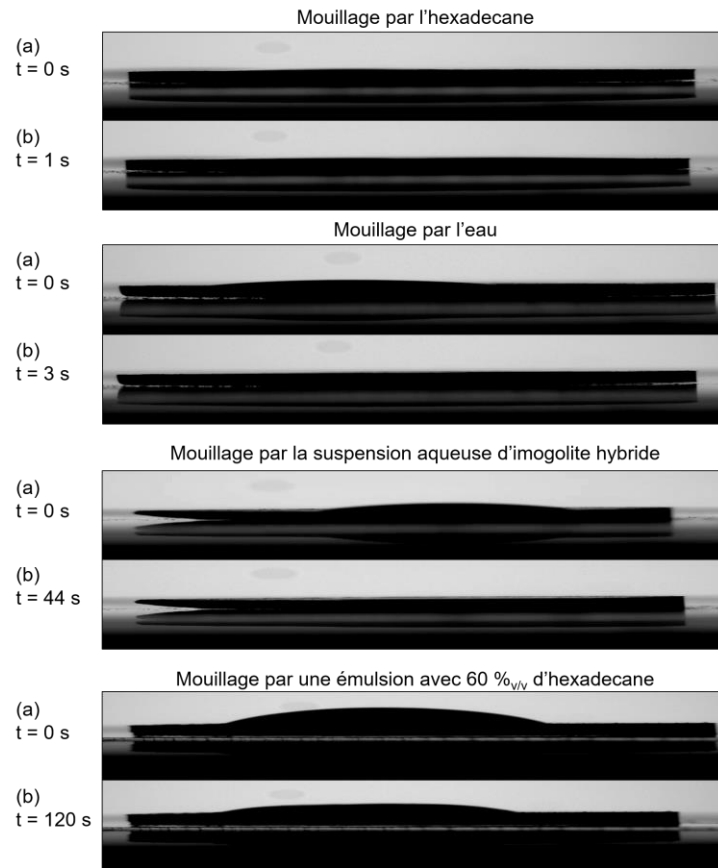 Mouillage par l'hexadecane
(a)
t = 0 s
(b)
t = 1 s
Mouillage par l'eau
(a)
t = 0 s
(b)
t = 3 s
Mouillage par la suspension aqueuse d'imogolite hybride
(a)
t = 0 s
(b)
t = 44 s
Mouillage par une émulsion avec 60 %v/v d'hexadecane
(a)
t = 0 s
(b)
t = 120 s